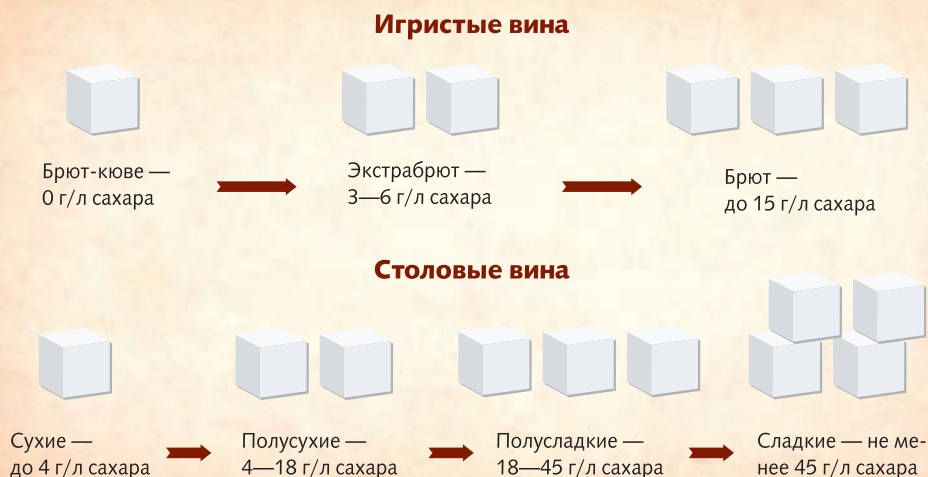 Игристые вина
Брют-кюве —
0 г/л сахара
Экстрабрют —
3—6 г/л сахара
Брют —
до 15 г/л сахара
Столовые вина
Сухие —
до 4 г/л сахара
Полусухие —
4—18 г/л сахара
Полусладкие —
18—45 г/л сахара
Сладкие — не ме-
нее 45 г/л сахара